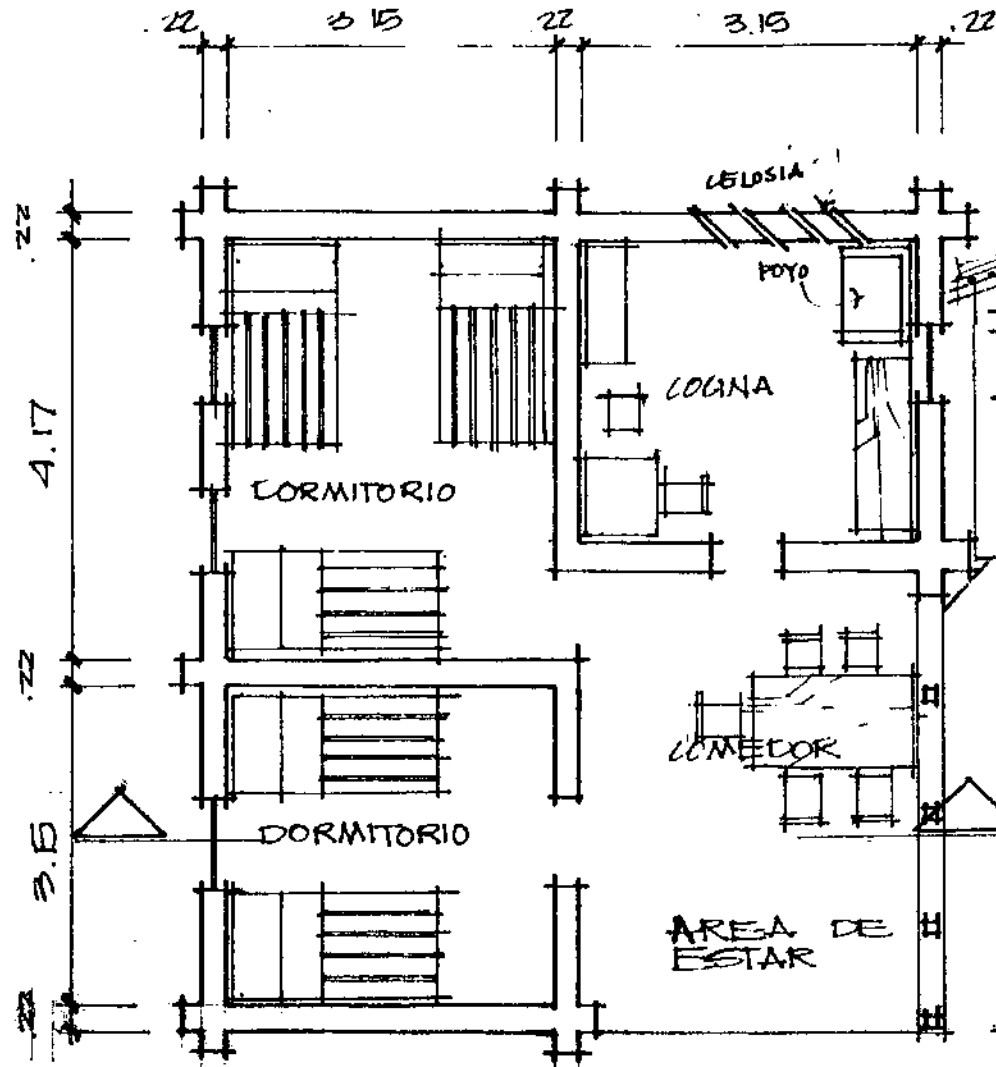 .22 3.15 .22 3.15 .22
CELOSIA
.22
POYO
COCINA
4.17
DORMITORIO
.22
COMEDOR
DORMITORIO
3.15
AREA DE
ESTAR
.22